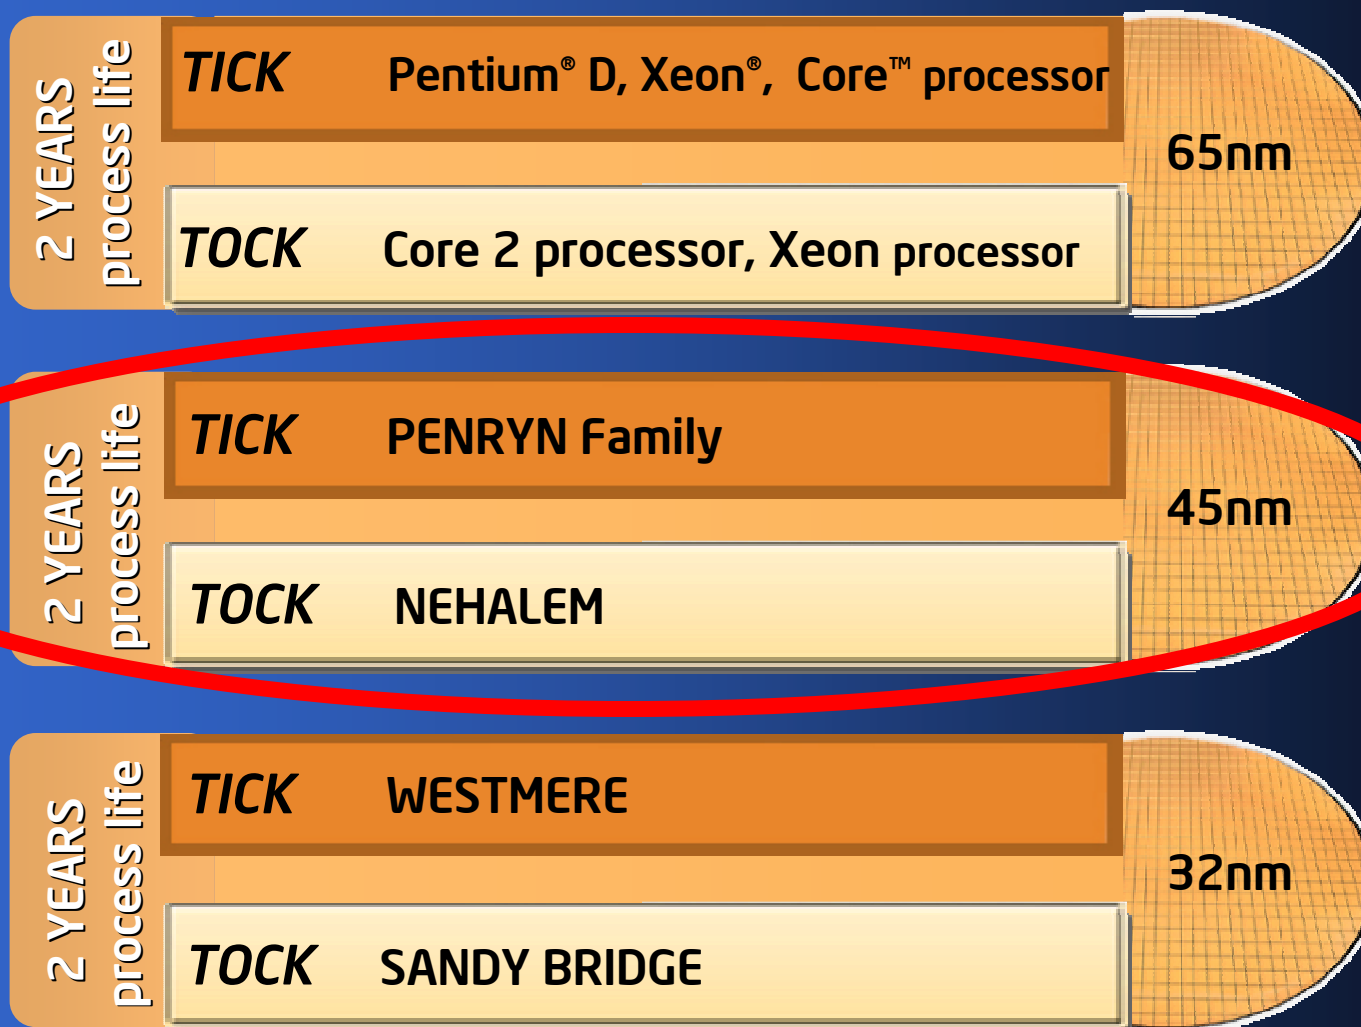 2 YEARS
process life
TICK Pentium® D, Xeon®, Core™ processor
TOCK Core 2 processor, Xeon processor
65nm
2 YEARS
process life
TICK PENRYN Family
TOCK NEHALEM
45nm
2 YEARS
process life
TICK WESTMERE
TOCK SANDY BRIDGE
32nm